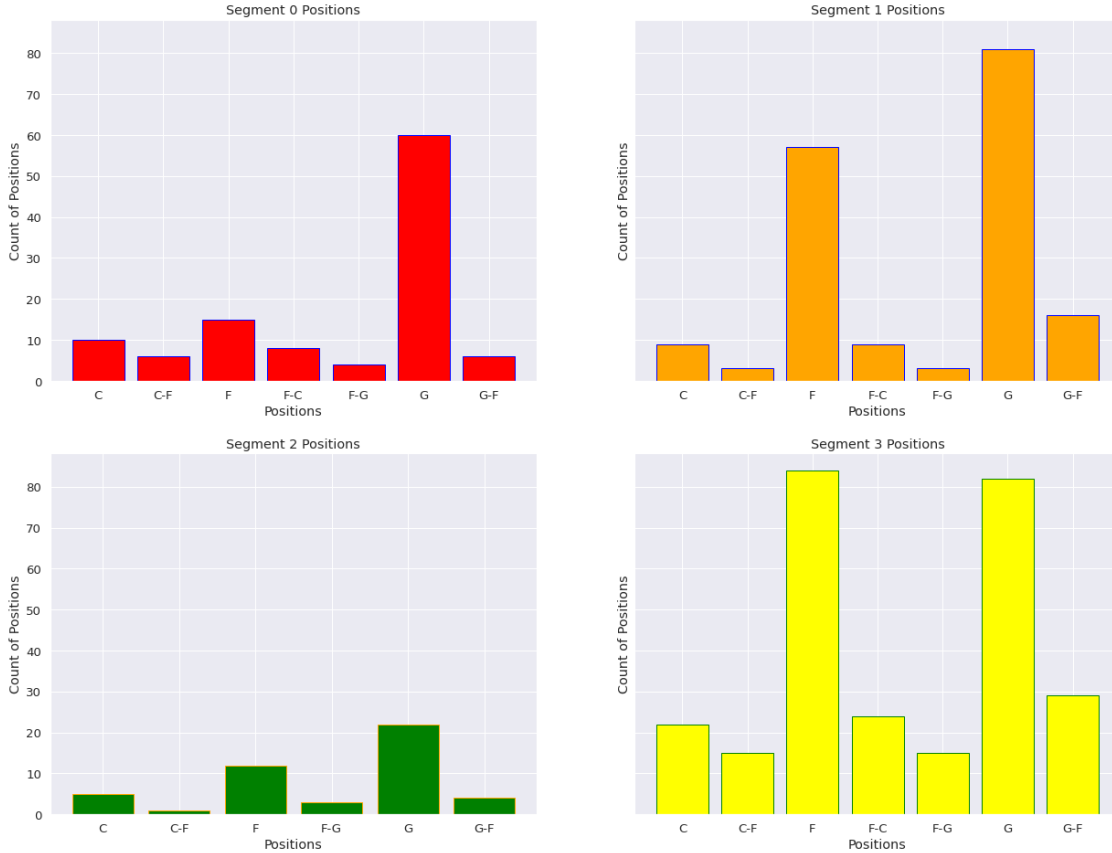 Segment 0 Positions
Count of Positions
80
70
60
50
40
30
20
10
0
C C-F F F-C F-G G G-F
Positions
Segment 1 Positions
Count of Positions
C C-F F F-C F-G G G-F
Positions
Segment 2 Positions
Count of Positions
80
70
60
50
40
30
20
10
0
C C-F F F-G G G-F
Positions
Segment 3 Positions
Count of Positions
C C-F F F-C F-G G G-F
Positions